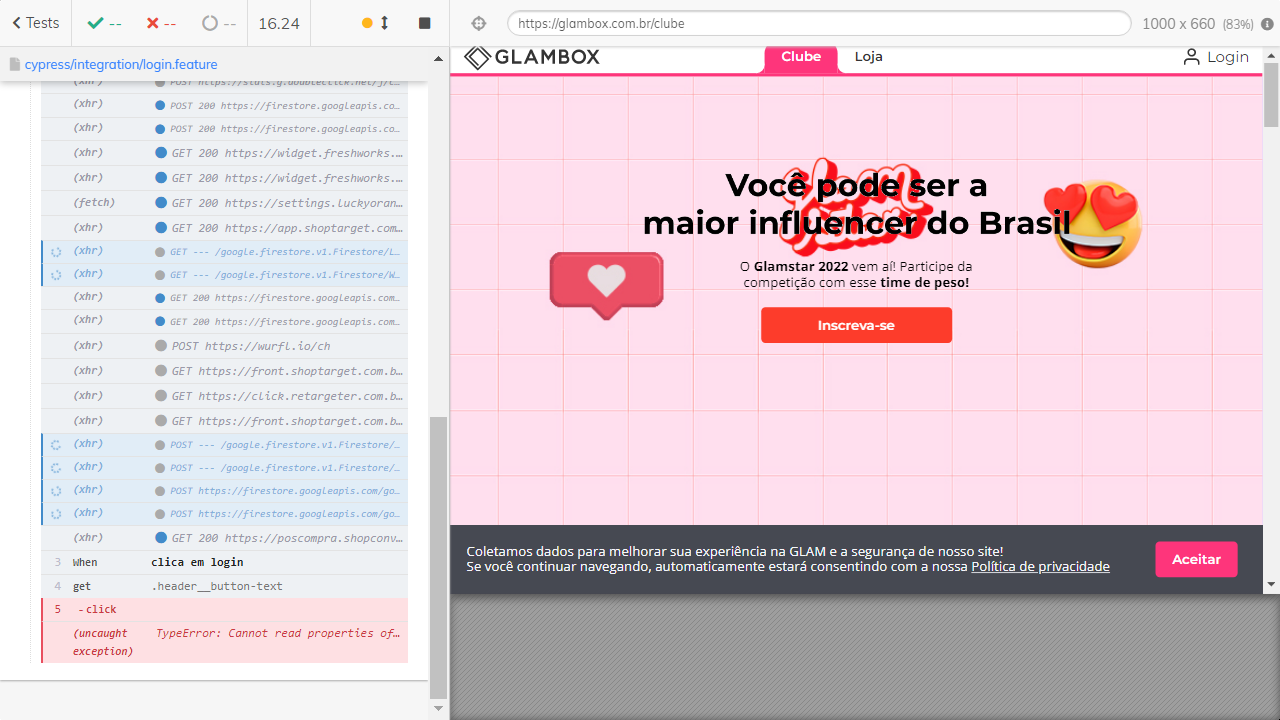 Tests
--
--
--
16.24
https://glambox.com.br/clube
1000 x 660 (83%)
cypress/integration/login.feature
(xhr) POST https://stats.g.doubleclick.net/j/c…
(xhr) POST 200 https://firestore.googleapis.co…
(xhr) POST 200 https://firestore.googleapis.co…
(xhr) GET 200 https://widget.freshworks.…
(xhr) GET 200 https://widget.freshworks.…
(fetch) GET 200 https://settings.luckyoran…
(xhr) GET 200 https://app.shoptarget.com…
(xhr) GET --- /google.firestore.v1.Firestore/L…
(xhr) GET --- /google.firestore.v1.Firestore/W…
(xhr) GET 200 https://firestore.googleapis.com…
(xhr) GET 200 https://firestore.googleapis.com…
(xhr) POST https://wurfl.io/ch
(xhr) GET https://front.shoptarget.com.b…
(xhr) GET https://click.retargeter.com.b…
(xhr) GET https://front.shoptarget.com.b…
(xhr) POST --- /google.firestore.v1.Firestore/…
(xhr) POST --- /google.firestore.v1.Firestore/…
(xhr) POST https://firestore.googleapis.com/go…
(xhr) POST https://firestore.googleapis.com/go…
(xhr) GET 200 https://poscompra.shopconv…
3 When clica em login
4 get .header__button-text
5 -click
(uncaught exception) TypeError: Cannot read properties of…
GLAMBOX
Clube
Loja
Login
Você pode ser a
maior influencer do Brasil
O Glamstar 2022 vem aí! Participe da
competição com esse time de peso!
Inscreva-se
Coletamos dados para melhorar sua experiência na GLAM e a segurança de nosso site!
Se você continuar navegando, automaticamente estará consentindo com a nossa Política de privacidade
Aceitar